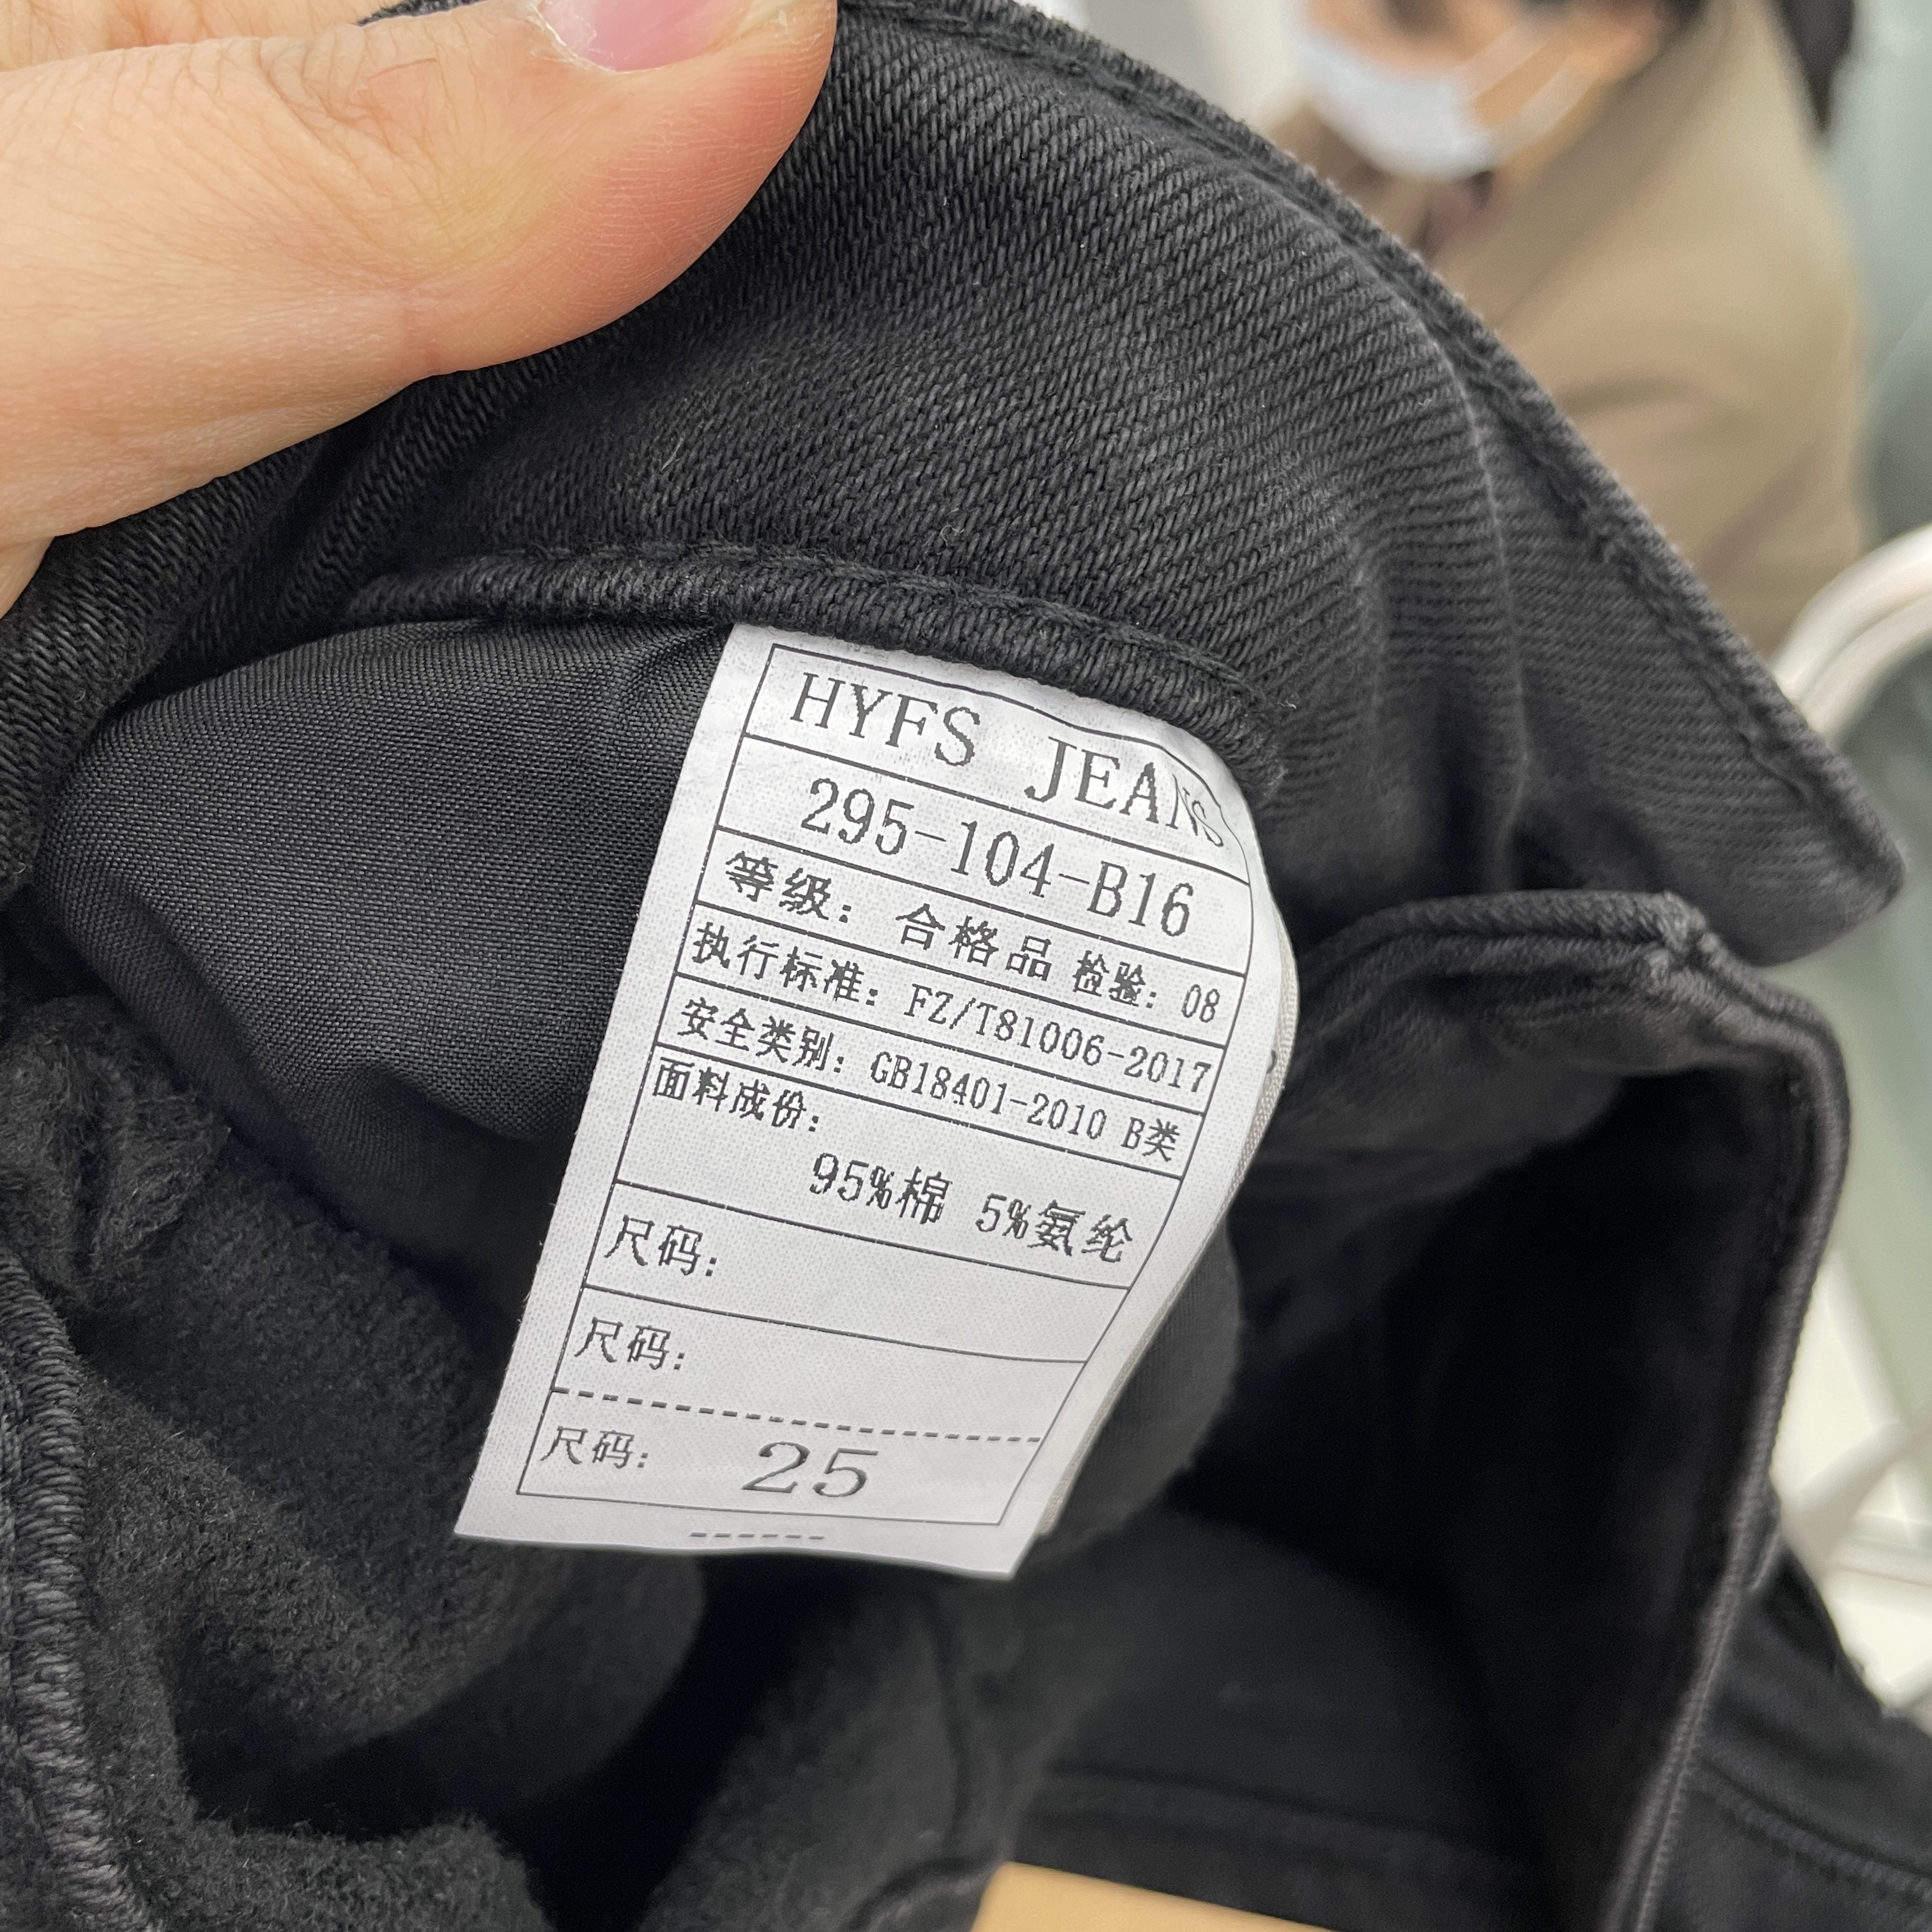 HYFS JEANS
295-104-B16
等级：合格品 检验：08
执行标准：FZ/T81006-2017
安全类别：GB18401-2010 B类
面料成份：
95%棉 5%氨纶
尺码：
尺码：
尺码：25